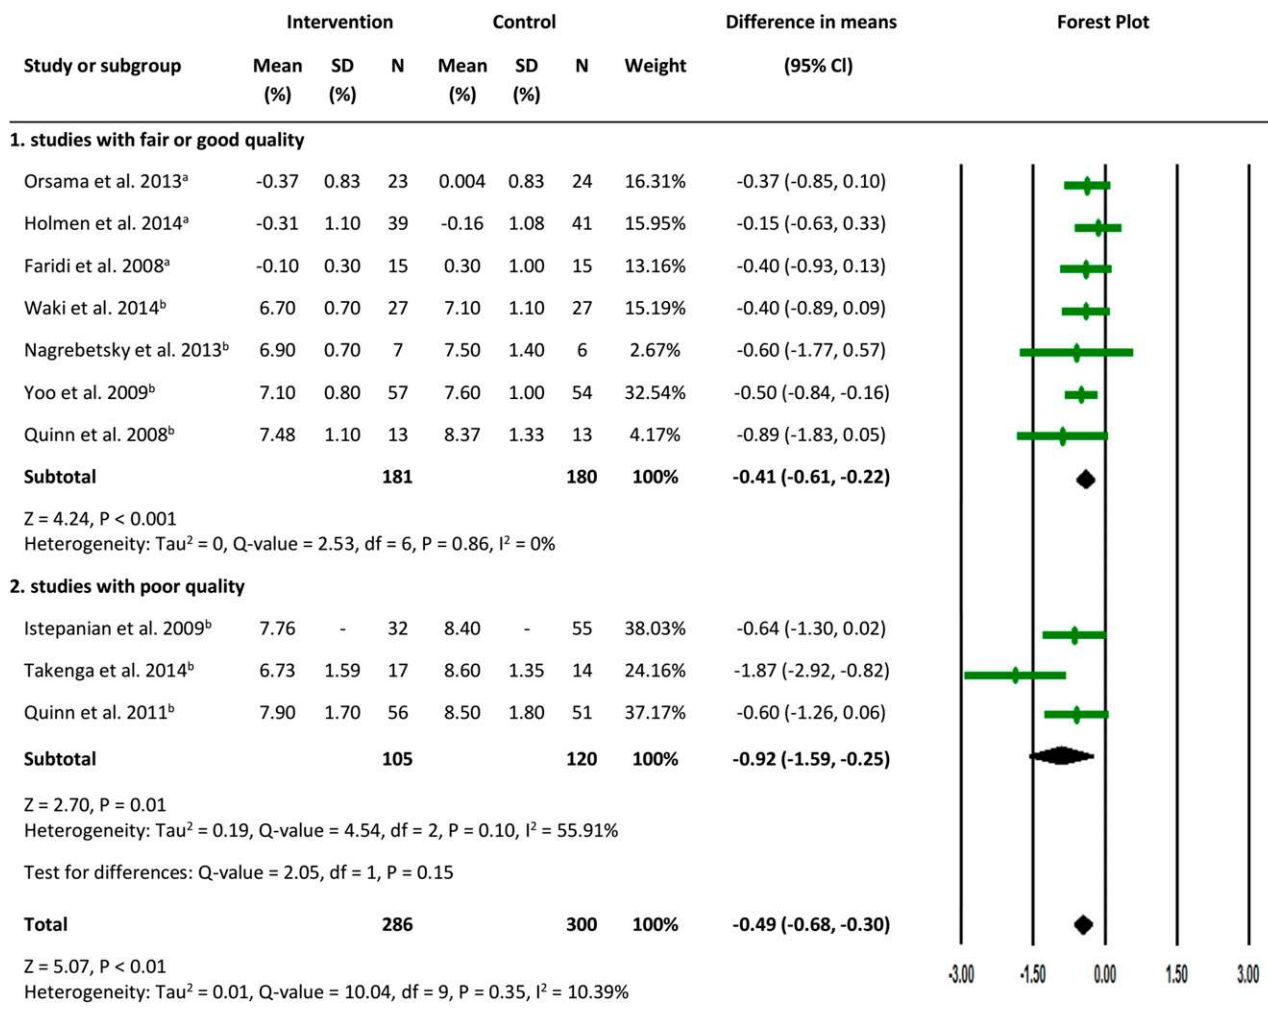 Intervention Control Difference in means Forest Plot
Study or subgroup Mean SD N Mean SD N Weight (95% Cl)
(%) (%) (%) (%)
1. studies with fair or good quality
Orsama et al. 2013ᵃ -0.37 0.83 23 0.004 0.83 24 16.31% -0.37 (-0.85, 0.10)
Holmen et al. 2014ᵃ -0.31 1.10 39 -0.16 1.08 41 15.95% -0.15 (-0.63, 0.33)
Faridi et al. 2008ᵃ -0.10 0.30 15 0.30 1.00 15 13.16% -0.40 (-0.93, 0.13)
Waki et al. 2014ᵇ 6.70 0.70 27 7.10 1.10 27 15.19% -0.40 (-0.89, 0.09)
Nagrebetsky et al. 2013ᵇ 6.90 0.70 7 7.50 1.40 6 2.67% -0.60 (-1.77, 0.57)
Yoo et al. 2009ᵇ 7.10 0.80 57 7.60 1.00 54 32.54% -0.50 (-0.84, -0.16)
Quinn et al. 2008ᵇ 7.48 1.10 13 8.37 1.33 13 4.17% -0.89 (-1.83, 0.05)
Subtotal 181 180 100% -0.41 (-0.61, -0.22)
Z = 4.24, P < 0.001
Heterogeneity: Tau² = 0, Q-value = 2.53, df = 6, P = 0.86, I² = 0%
2. studies with poor quality
Istepanian et al. 2009ᵇ 7.76 - 32 8.40 - 55 38.03% -0.64 (-1.30, 0.02)
Takenga et al. 2014ᵇ 6.73 1.59 17 8.60 1.35 14 24.16% -1.87 (-2.92, -0.82)
Quinn et al. 2011ᵇ 7.90 1.70 56 8.50 1.80 51 37.17% -0.60 (-1.26, 0.06)
Subtotal 105 120 100% -0.92 (-1.59, -0.25)
Z = 2.70, P = 0.01
Heterogeneity: Tau² = 0.19, Q-value = 4.54, df = 2, P = 0.10, I² = 55.91%
Test for differences: Q-value = 2.05, df = 1, P = 0.15
Total 286 300 100% -0.49 (-0.68, -0.30)
Z = 5.07, P < 0.01
Heterogeneity: Tau² = 0.01, Q-value = 10.04, df = 9, P = 0.35, I² = 10.39%
-3.00 -1.50 0.00 1.50 3.00